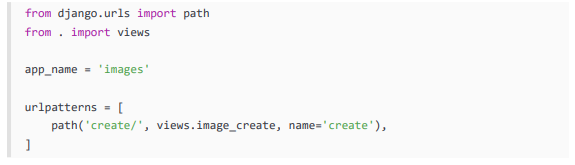 from django.urls import path
from . import views
app_name = 'images'
urlpatterns = [
    path('create/', views.image_create, name='create'),
]